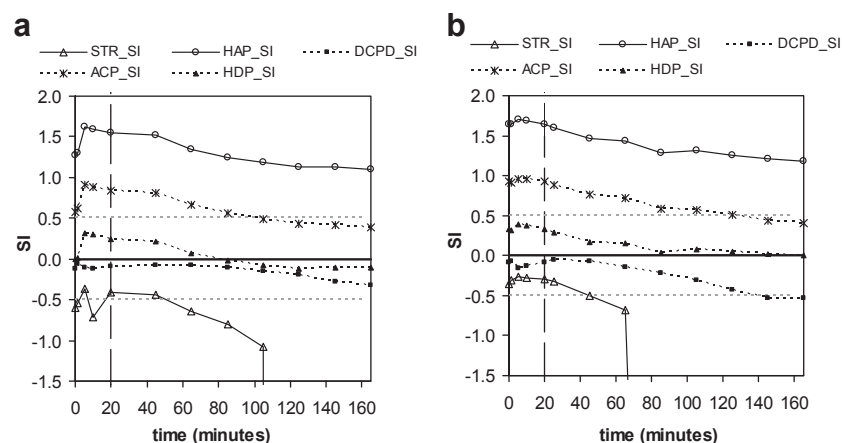 a
STR_SI HAP_SI DCPD_SI
ACP_SI HDP_SI
2.0
1.5
1.0
0.5
0.0
-0.5
-1.0
-1.5
SI
0 20 40 60 80 100 120 140 160
time (minutes)
b
STR_SI HAP_SI DCPD_SI
ACP_SI HDP_SI
2.0
1.5
1.0
0.5
0.0
-0.5
-1.0
-1.5
SI
0 20 40 60 80 100 120 140 160
time (minutes)